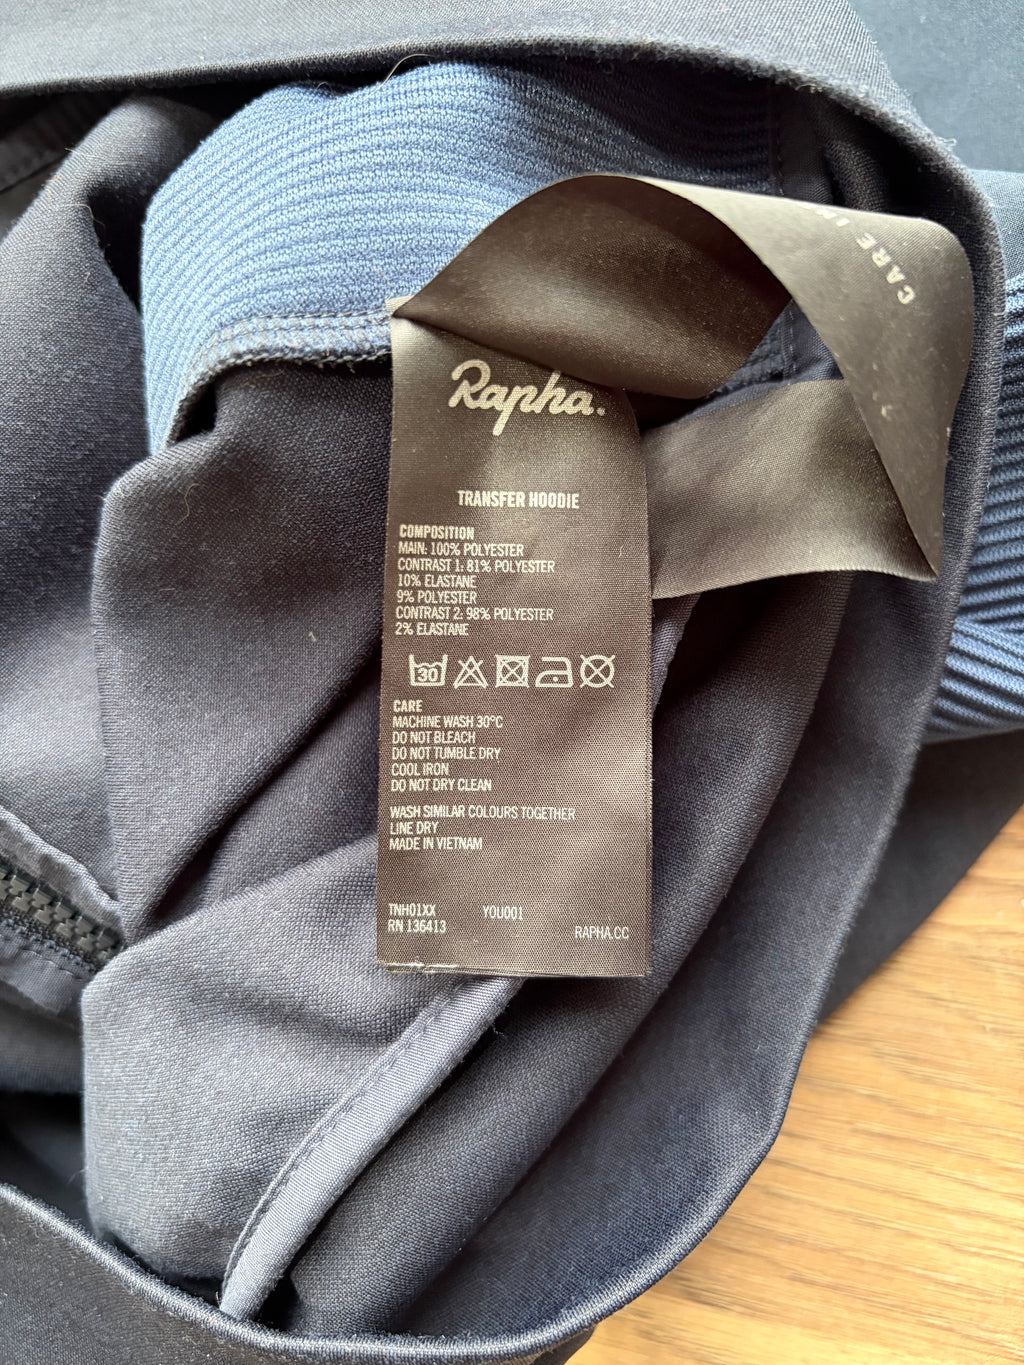 CARE
Rapha.
TRANSFER HOODIE
COMPOSITION
MAIN: 100% POLYESTER
CONTRAST 1: 81% POLYESTER
10% ELASTANE
9% POLYESTER
CONTRAST 2: 98% POLYESTER
2% ELASTANE
30
CARE
MACHINE WASH 30°C
DO NOT BLEACH
DO NOT TUMBLE DRY
COOL IRON
DO NOT DRY CLEAN
WASH SIMILAR COLOURS TOGETHER
LINE DRY
MADE IN VIETNAM
TNH01XX YOU001
RN 136413
RAPHA.CC